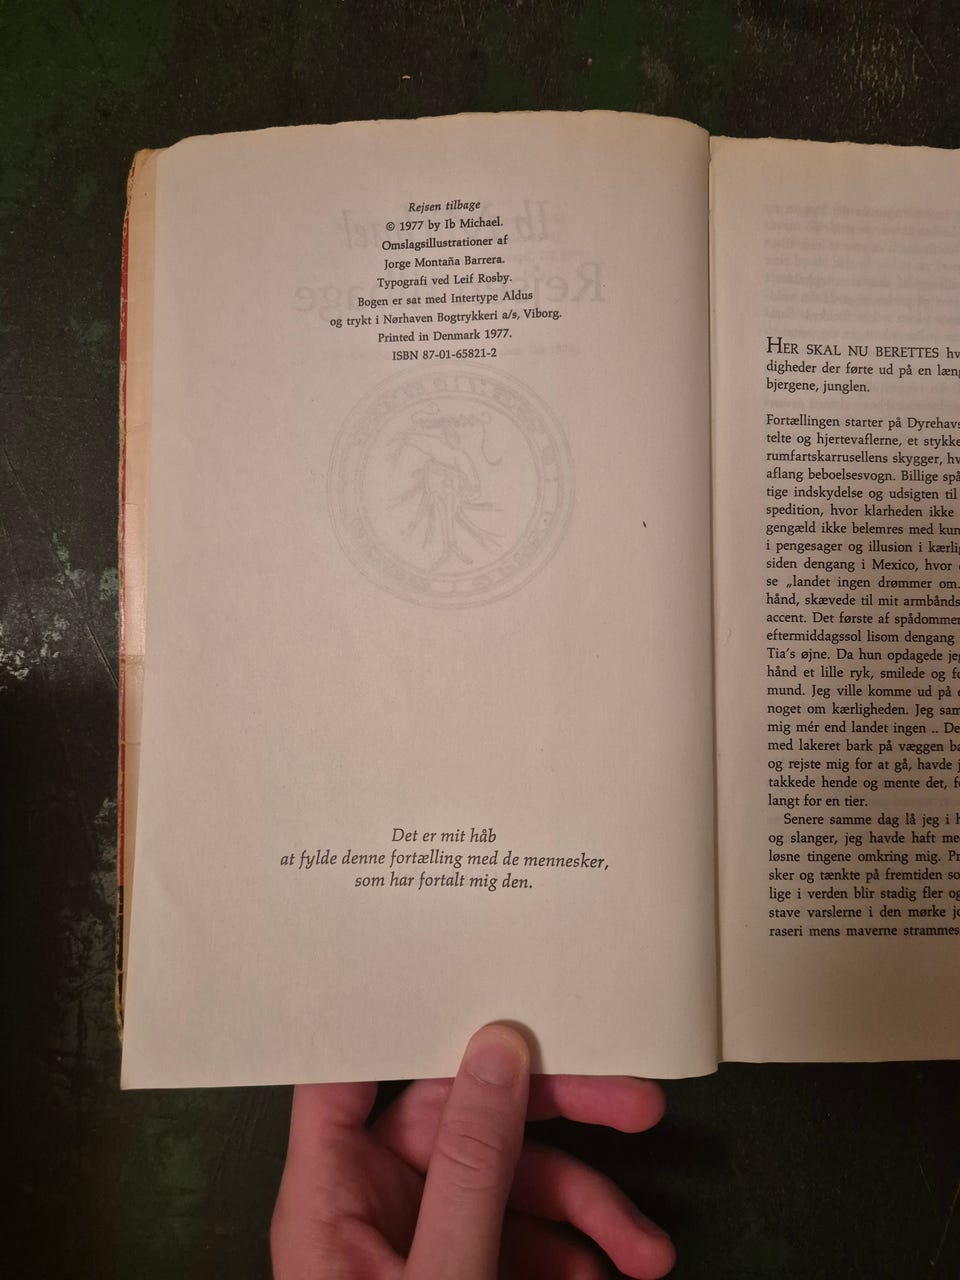 Rejsen tilbage
© 1977 by Ib Michael.
Omslagsillustrationer af
Jorge Montaña Barrera.
Typografi ved Leif Rosby.
Bogen er sat med Intertype Aldus
og trykt i Nørhaven Bogtrykkeri a/s, Viborg.
Printed in Denmark 1977.
ISBN 87-01-65821-2
Det er mit håb
at fylde denne fortælling med de mennesker,
som har fortalt mig den.
HER SKAL NU BERETTES
digheder der førte ud på en
bjergene, junglen.
Fortællingen starter på
telte og hjertevaflerne, et
rumfartskarrusellens skygger,
aflang beboelsesvogn. Billige
tige indskydelse og udsigten til
spedition, hvor klarheden ikke
gengæld ikke belemres med
i pengesager og illusion i
siden dengang i Mexico, hvor
se „landet ingen drømmer om.
hånd, skævede til mit
accent. Det første af
eftermiddagssol lisom dengang
Tia's øjne. Da hun opdagede
hånd et lille ryk, smilede og
mund. Jeg ville komme ud på
noget om kærligheden. Jeg
mig mér end landet ingen ..
med lakeret bark på væggen
og rejste mig for at gå, havde
takkede hende og mente det,
langt for en tier.
Senere samme dag lå jeg i
og slanger, jeg havde haft
løsne tingene omkring mig.
sker og tænkte på fremtiden
lige i verden blir stadig fler
stave varslerne i den mørke
raseri mens maverne